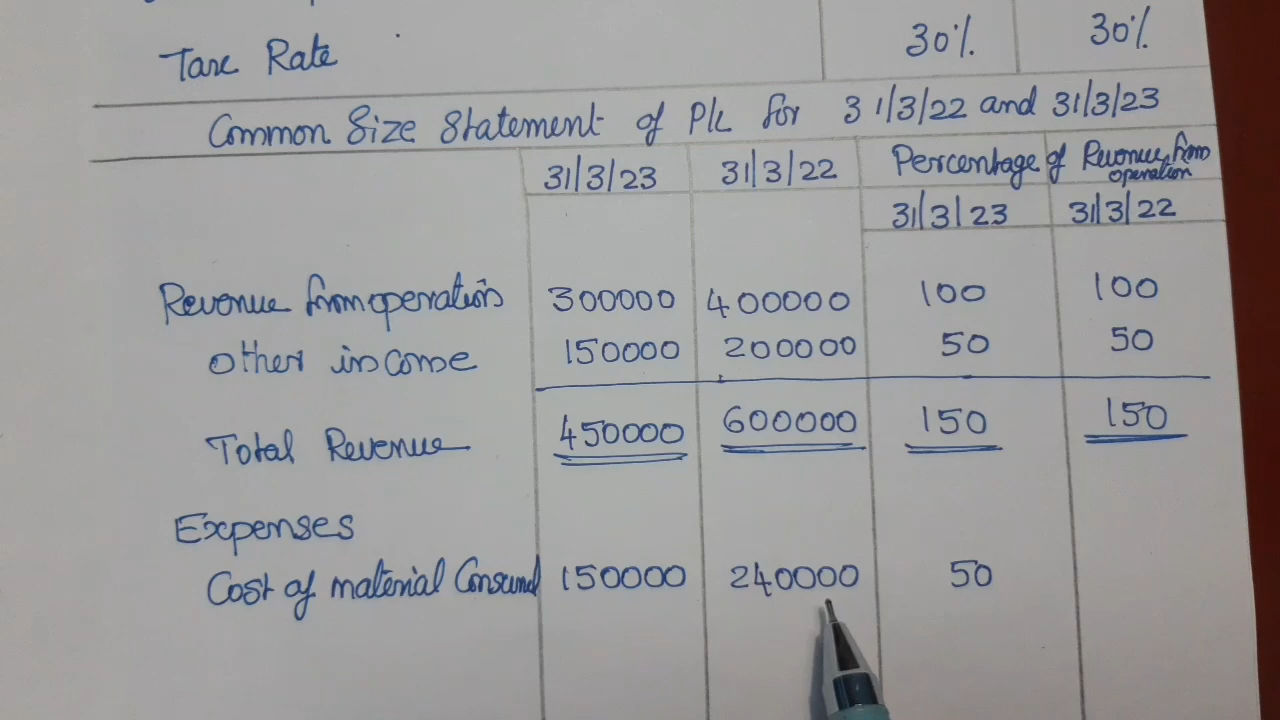 Tax Rate 30% 30%
Common Size Statement of P/L for 31/3/22 and 31/3/23
31/3/23 31/3/22 Percentage of Revenue from operation
31/3/23 31/3/22
Revenue from operation 300000 400000 100 100
other income 150000 200000 50 50
Total Revenue 450000 600000 150 150
Expenses
Cost of material Consumed 150000 240000 50